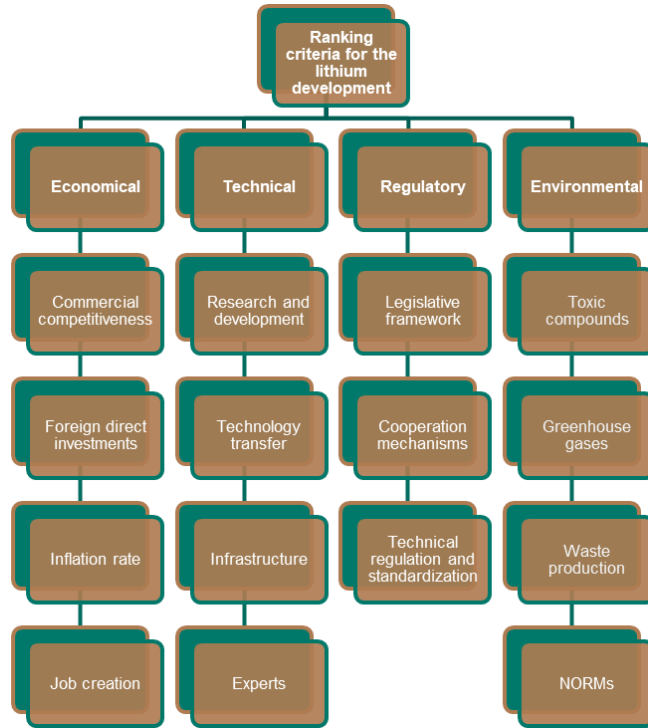 Ranking
criteria for the
lithium
development
Economical
Technical
Regulatory
Environmental
Commercial
competitiveness
Research and
development
Legislative
framework
Toxic
compounds
Foreign direct
investments
Technology
transfer
Cooperation
mechanisms
Greenhouse
gases
Inflation rate
Infrastructure
Technical
regulation and
standardization
Waste
production
Job creation
Experts
NORMs